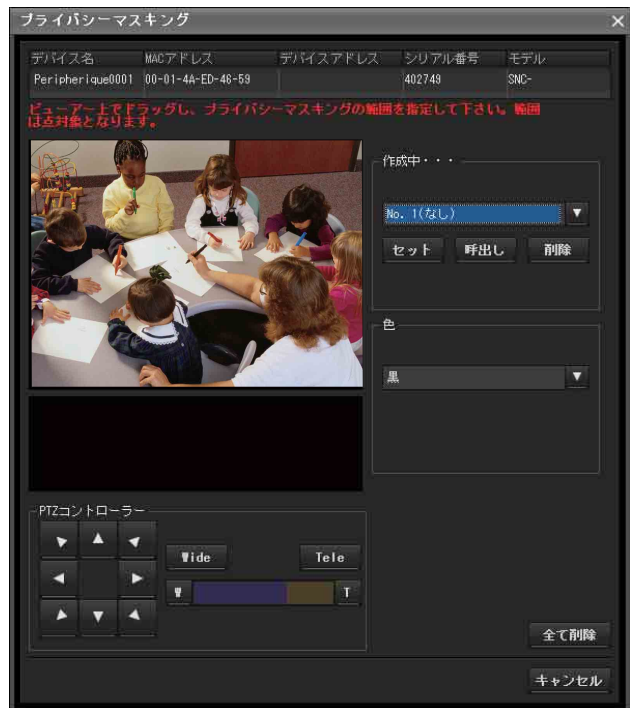 プライバシーマスキング
デバイス名 MACアドレス デバイスアドレス シリアル番号 モデル
Peripherique0001 00-01-4A-ED-46-59 402749 SNC-
ビューアー上でドラッグし、プライバシーマスキングの範囲を指定して下さい。範囲
は点対象となります。
作成中・・・
No. 1(なし)
セット 呼出し 削除
色
黒
PTZコントローラー
Wide Tele
W T
全て削除
キャンセル